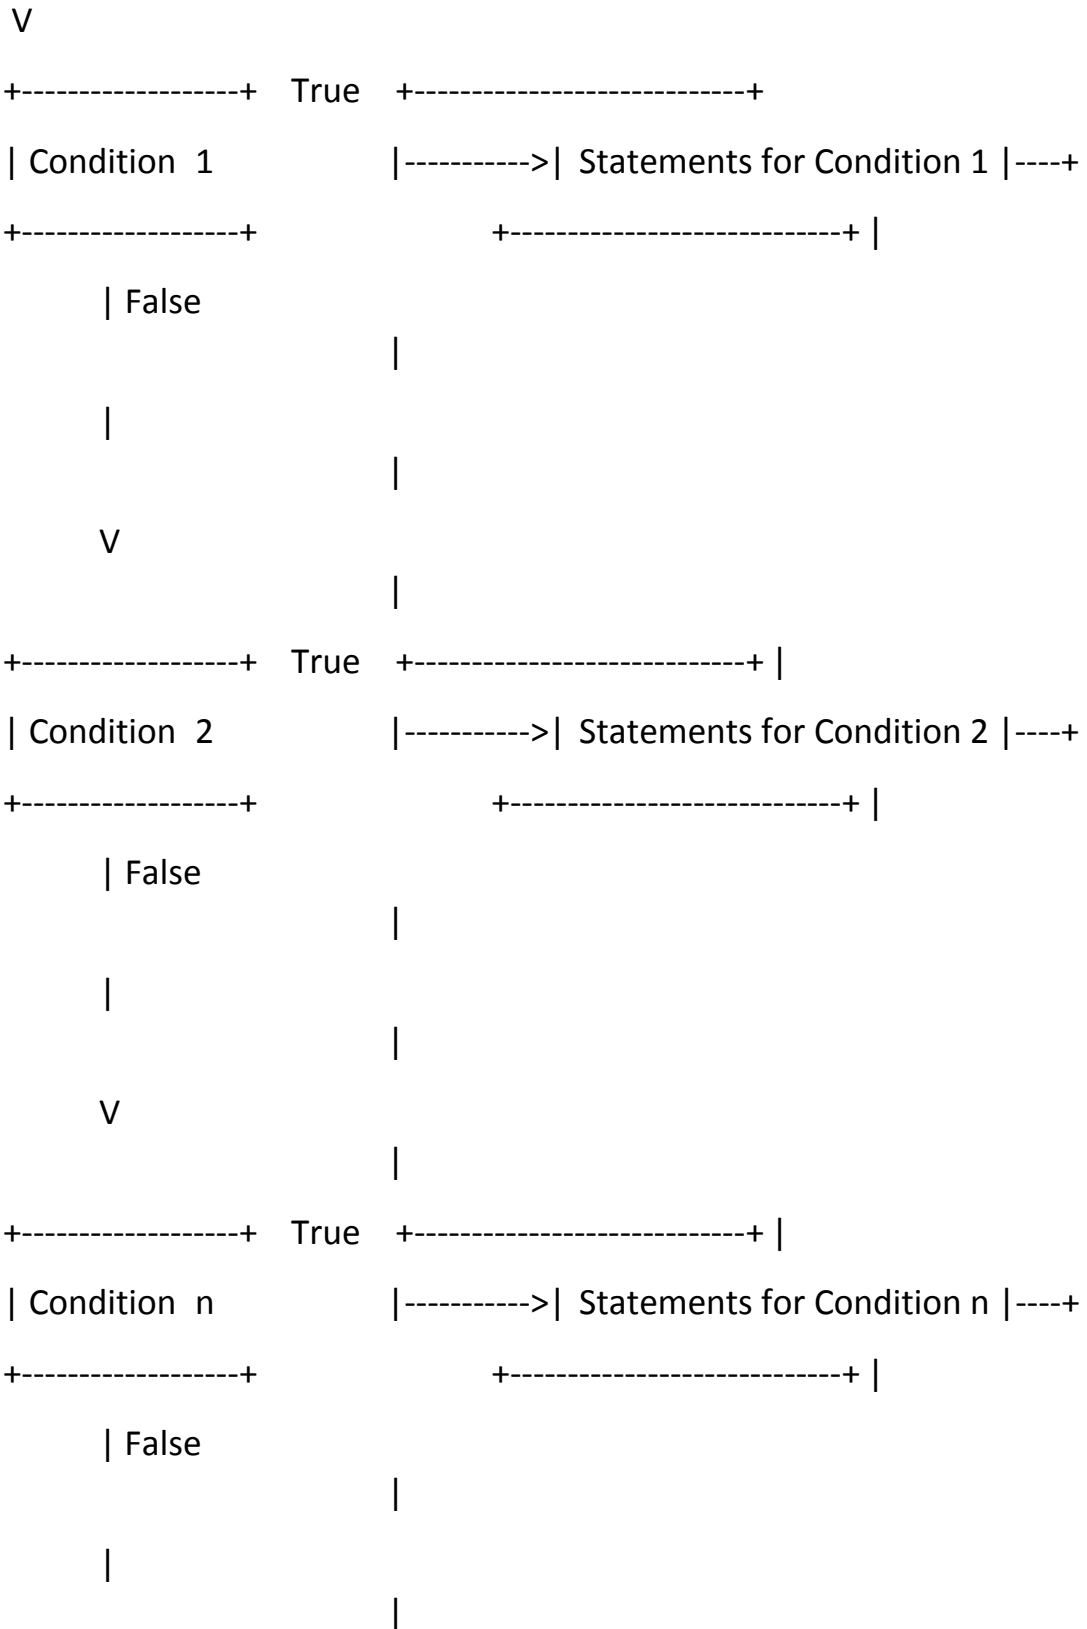 V
+-------------------+ True +-----------------------------+
| Condition 1 |----------->| Statements for Condition 1 |----+
+-------------------+ +-----------------------------+ |
| False
|
|
|
V
|
+-------------------+ True +-----------------------------+ |
| Condition 2 |----------->| Statements for Condition 2 |----+
+-------------------+ +-----------------------------+ |
| False
|
|
|
V
|
+-------------------+ True +-----------------------------+ |
| Condition n |----------->| Statements for Condition n |----+
+-------------------+ +-----------------------------+ |
| False
|
|
|